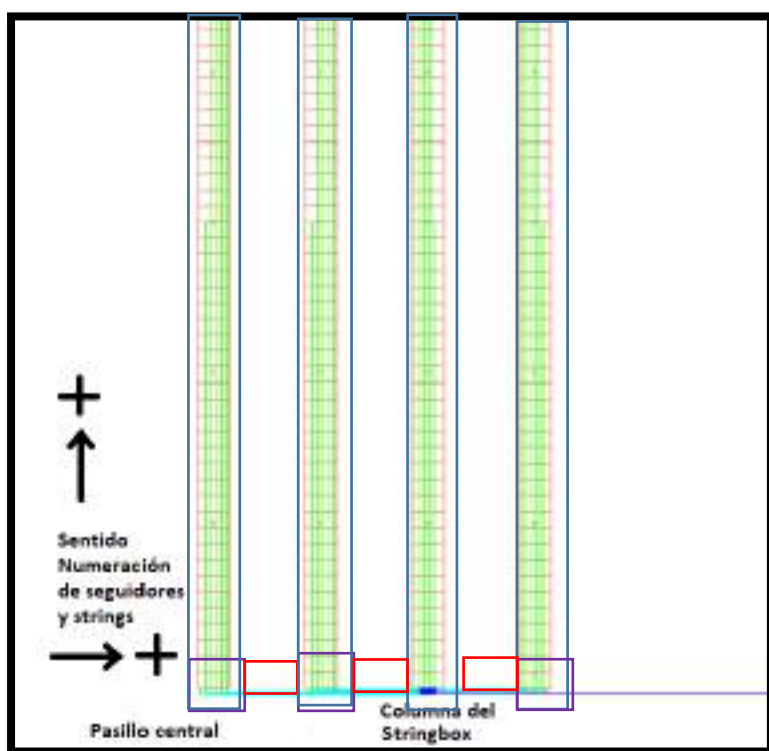 Sentido
Numeración
de seguidores
y strings
Pasillo central
Columna del
Stringbox